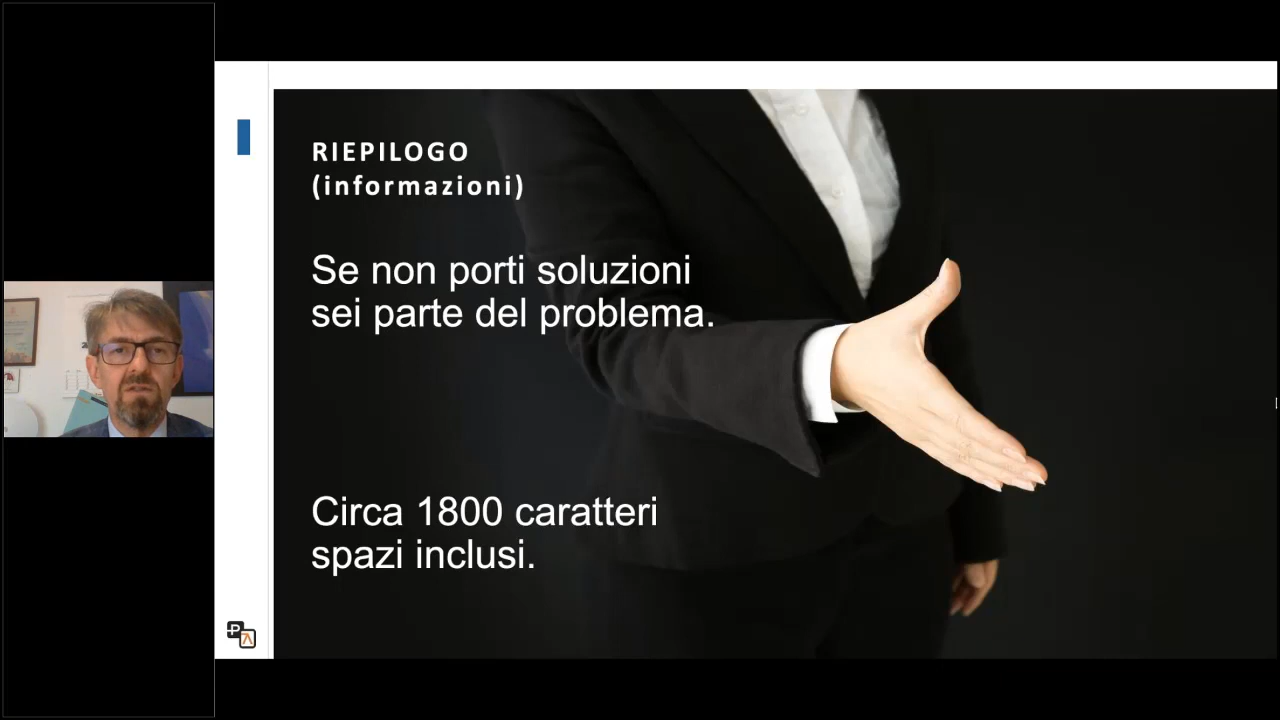 RIEPILOGO
(informazioni)
Se non porti soluzioni
sei parte del problema.
Circa 1800 caratteri
spazi inclusi.